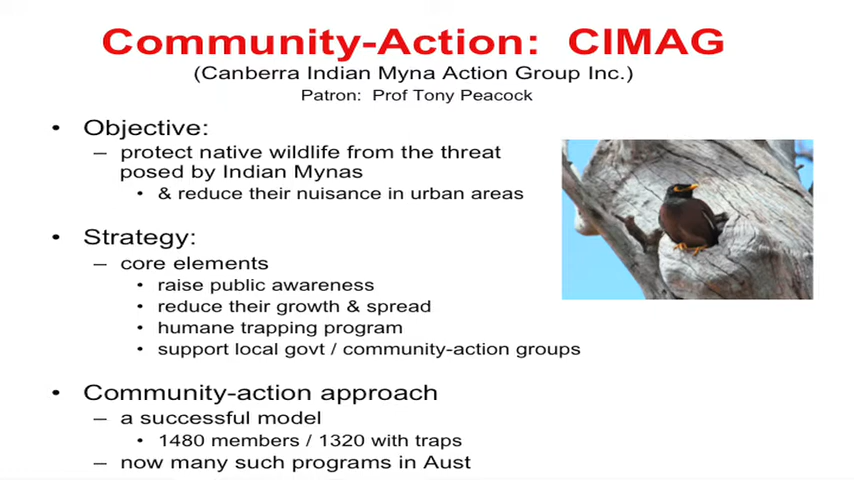 Community-Action: CIMAG
(Canberra Indian Myna Action Group Inc.)
Patron: Prof Tony Peacock
• Objective:
– protect native wildlife from the threat
posed by Indian Mynas
• & reduce their nuisance in urban areas
• Strategy:
– core elements
• raise public awareness
• reduce their growth & spread
• humane trapping program
• support local govt / community-action groups
• Community-action approach
– a successful model
• 1480 members / 1320 with traps
– now many such programs in Aust